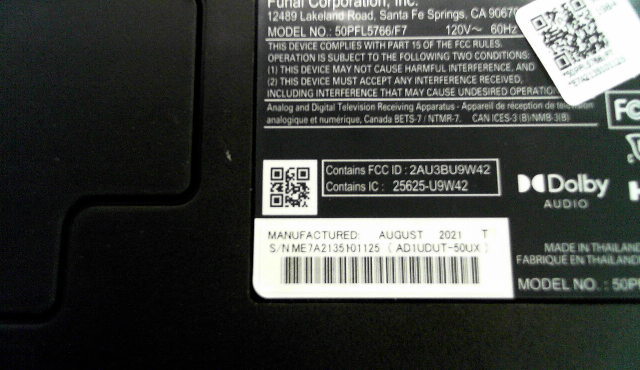 Funai Corporation, Inc.
12489 Lakeland Road, Santa Fe Springs, CA 90670
MODEL NO.: 50PFL5766/F7 120V~ 60Hz
THIS DEVICE COMPLIES WITH PART 15 OF THE FCC RULES.
OPERATION IS SUBJECT TO THE FOLLOWING TWO CONDITIONS:
(1) THIS DEVICE MAY NOT CAUSE HARMFUL INTERFERENCE, AND
(2) THIS DEVICE MUST ACCEPT ANY INTERFERENCE RECEIVED,
INCLUDING INTERFERENCE THAT MAY CAUSE UNDESIRED OPERATION.
Analog and Digital Television Receiving Apparatus - Appareil de réception de télévision
analogique et numérique, Canada BETS-7 / NTMR-7. CAN ICES-3 (B)/NMB-3(B)
FC
Contains FCC ID : 2AU3BU9W42
Contains IC : 25625-U9W42
Dolby
AUDIO
MANUFACTURED: AUGUST 2021 T
S/N ME7A2135101125 ( AD1UDUT-50UX )
MADE IN THAILAND
FABRIQUÉ EN THAÏLANDE
MODEL NO. : 50PF